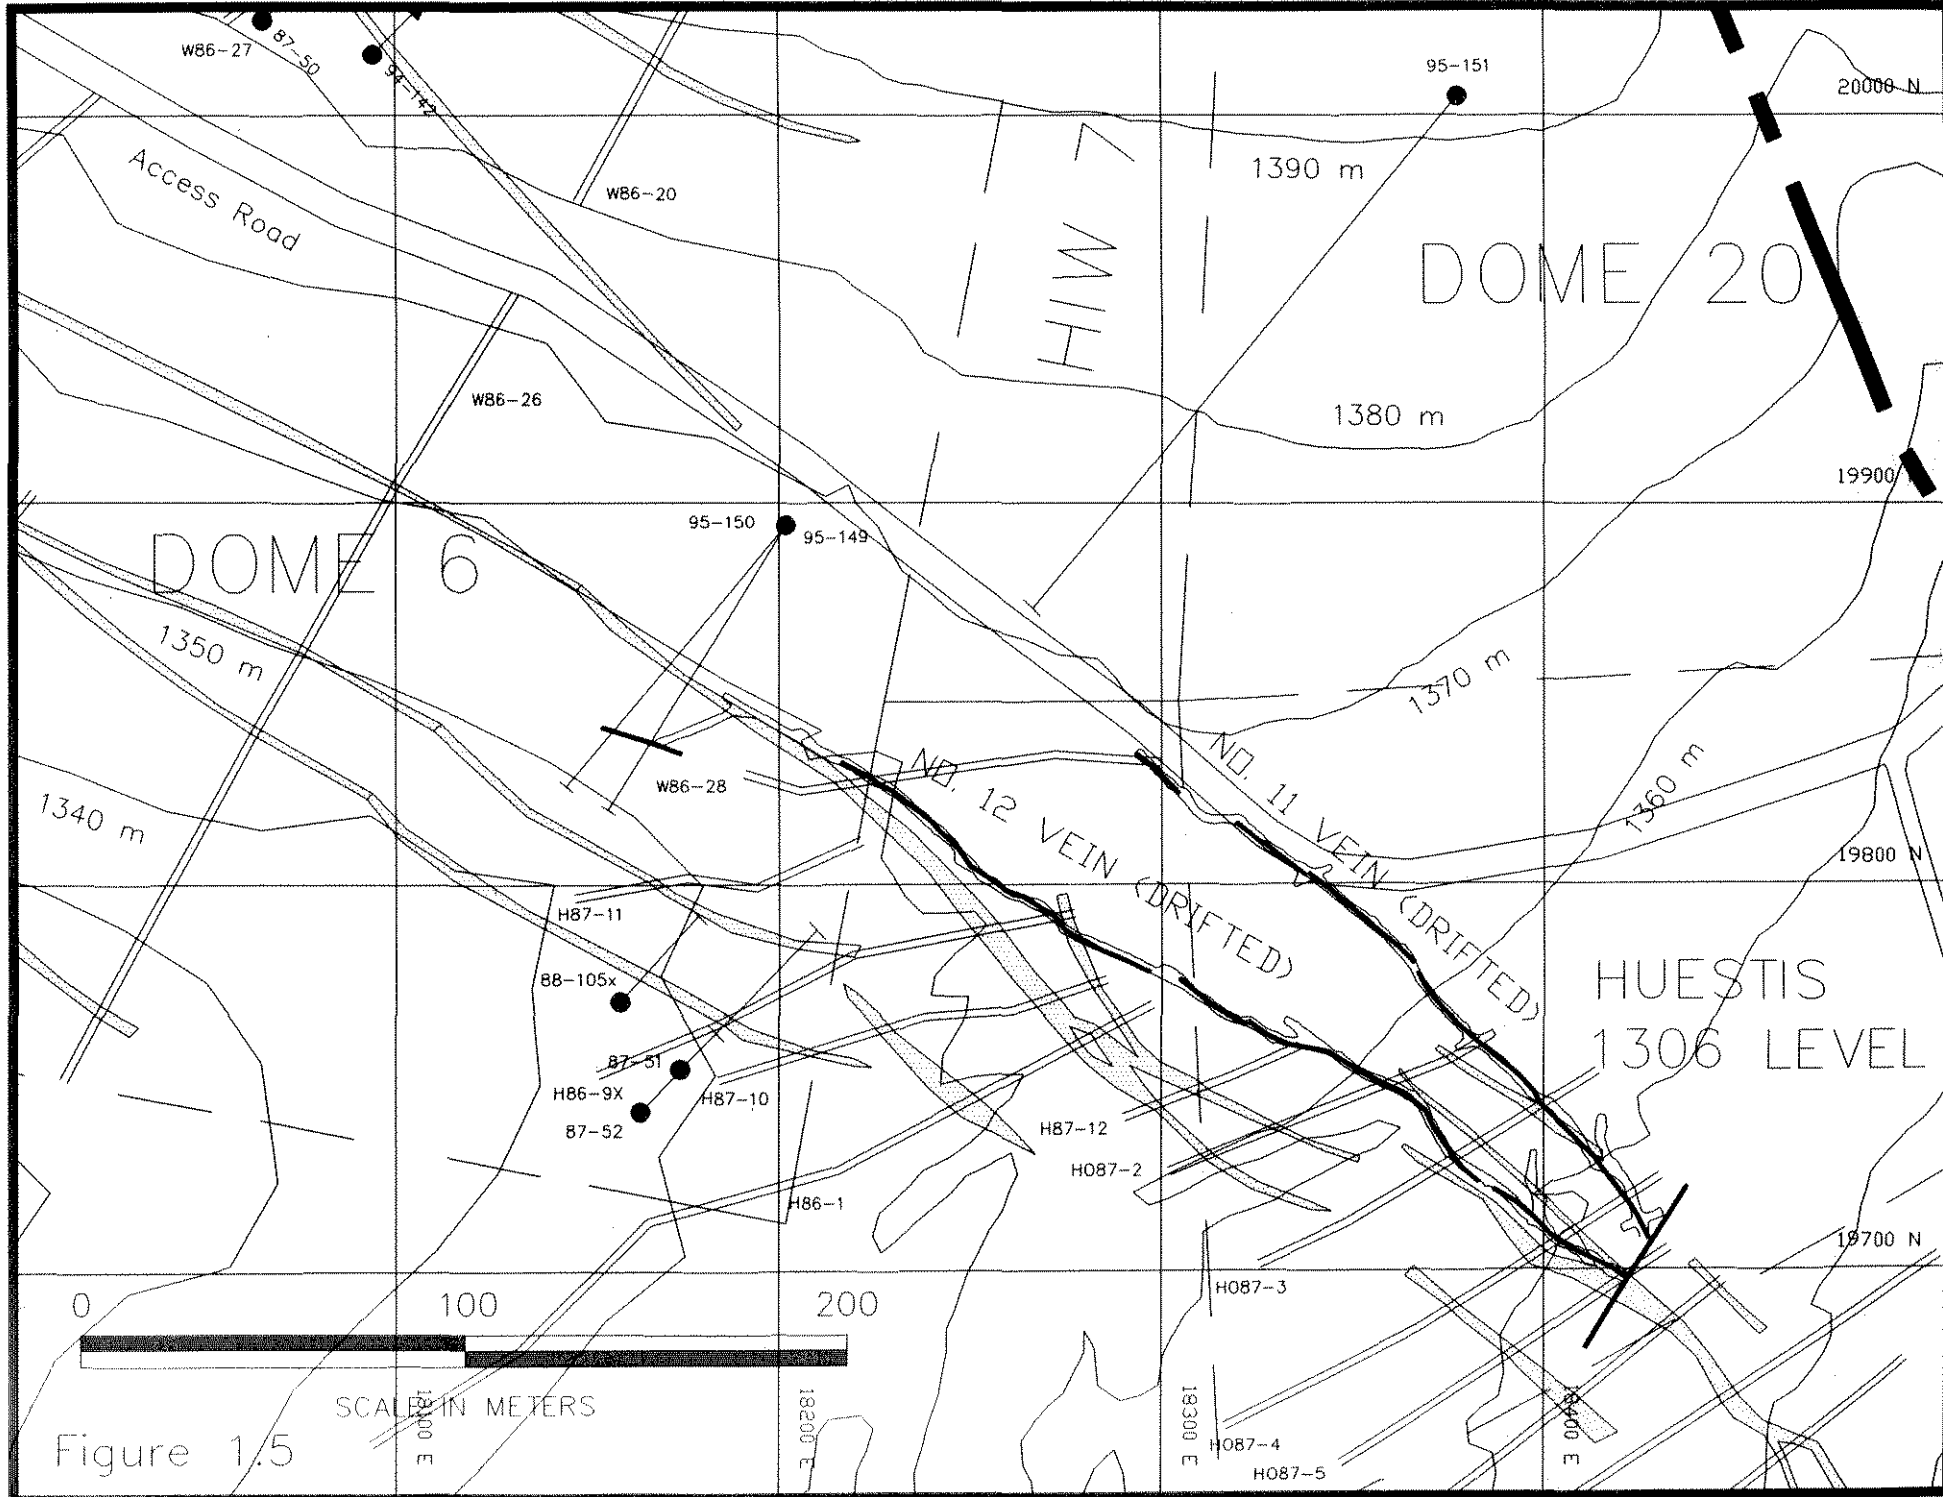 W86-27
87-50
94-142
95-151
20000 N
Access Road
W86-20
HIW 7
1390 m
DOME 20
W86-26
1380 m
19900
95-150
95-149
DOME 6
1350 m
1370 m
NO. 11 VEIN (DRIFTED)
NO. 12 VEIN (DRIFTED)
W86-28
1340 m
1360 m
19800 N
H87-11
88-105x
HUESTIS
1306 LEVEL
87-51
H86-9X
H87-10
87-52
H87-12
H087-2
H86-1
19700 N
H087-3
0 100 200
SCALE IN METERS
18100 E
18200 E
18300 E
18400 E
Figure 1.5
H087-4
H087-5